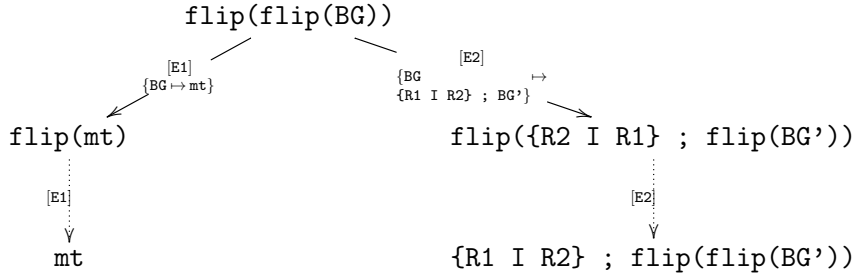 flip(flip(BG))
[E1]
{BG ↦ mt}
[E2]
{BG ↦
{R1 I R2} ; BG'}
flip(mt)
flip({R2 I R1} ; flip(BG'))
[E1]
[E2]
mt
{R1 I R2} ; flip(flip(BG'))